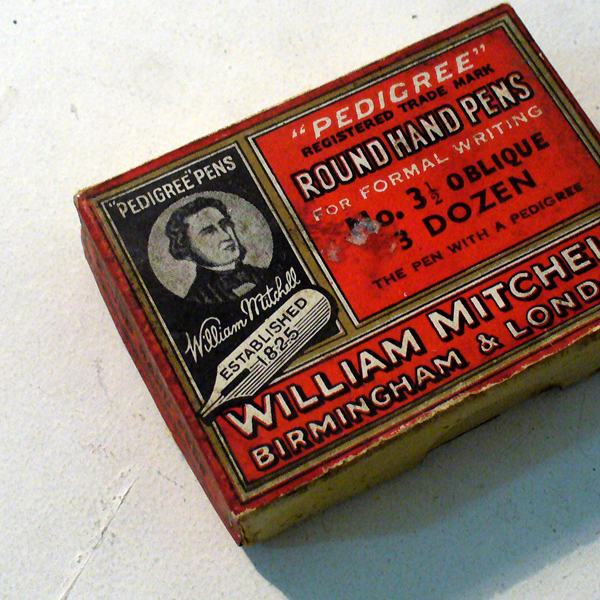 "PEDIGREE" PENS
William Mitchell
ESTABLISHED
1825
"PEDIGREE"
REGISTERED TRADE MARK
ROUND HAND PENS
FOR FORMAL WRITING
No. 3½ OBLIQUE
3 DOZEN
THE PEN WITH A PEDIGREE
WILLIAM MITCHEL
BIRMINGHAM & LOND